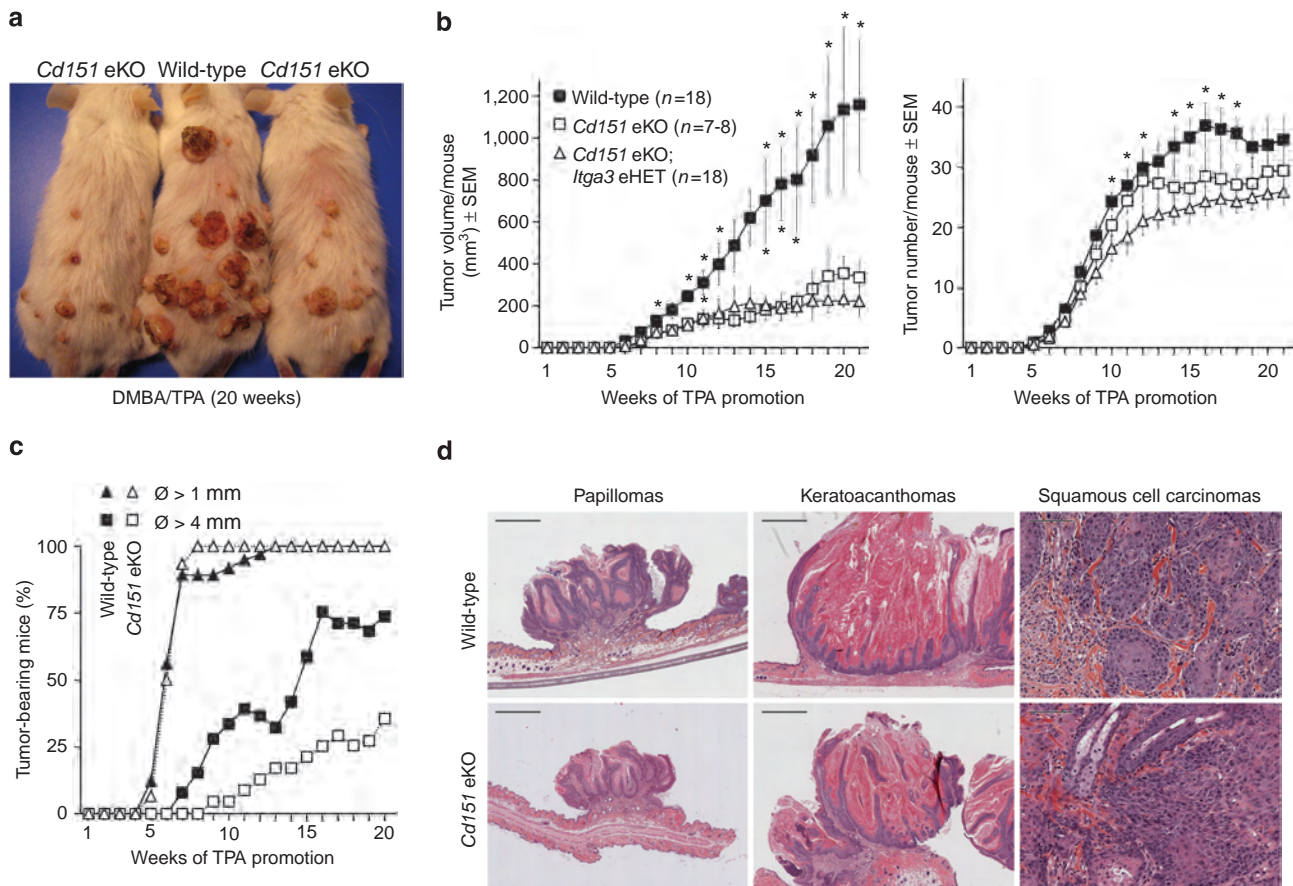 a
Cd151 eKO Wild-type Cd151 eKO
DMBA/TPA (20 weeks)
b
Tumor volume/mouse
(mm³) ± SEM
1,200
1,000
800
600
400
200
0
Wild-type (n=18)
Cd151 eKO (n=7-8)
Cd151 eKO;
Itga3 eHET (n=18)
* * * * * * * * * * * * * * *
1 5 10 15 20
Weeks of TPA promotion
Tumor number/mouse ± SEM
40
30
20
10
0
* * * * * * * *
1 5 10 15 20
Weeks of TPA promotion
c
Ø > 1 mm
Ø > 4 mm
Wild-type
Cd151 eKO
Tumor-bearing mice (%)
100
75
50
25
0
1 5 10 15 20
Weeks of TPA promotion
d
Papillomas Keratoacanthomas Squamous cell carcinomas
Wild-type
Cd151 eKO